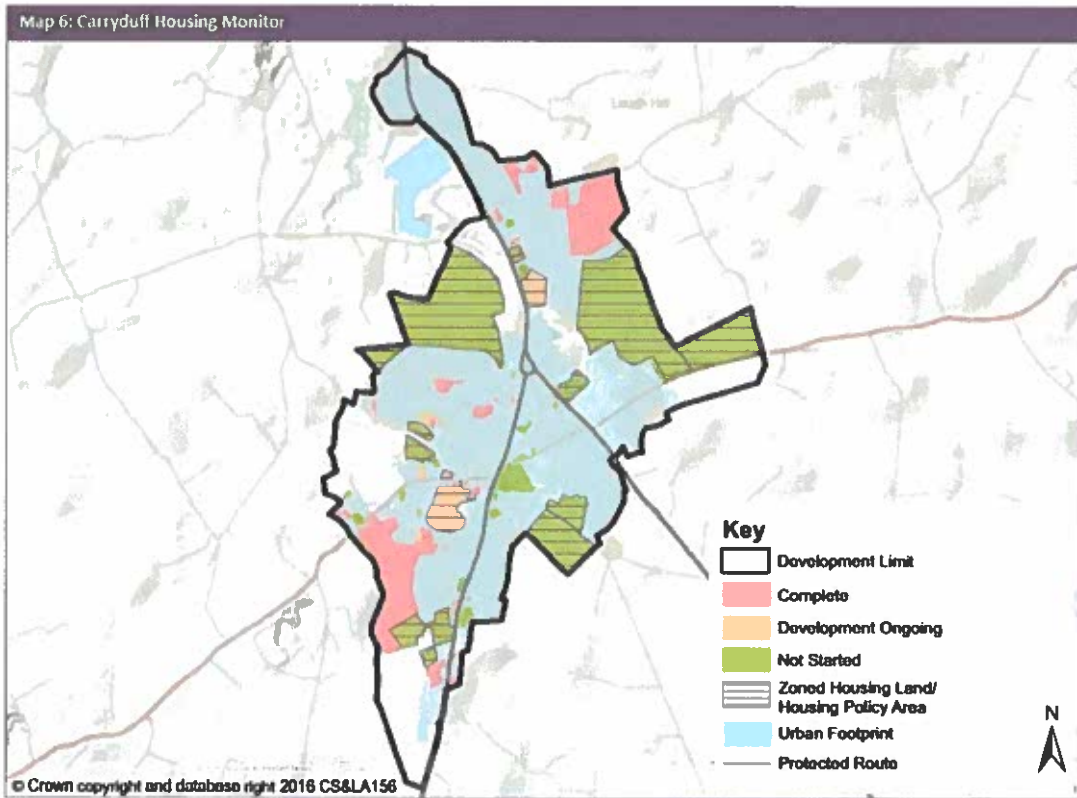 Map 6: Carryduff Housing Monitor
Key
Development Limit
Complete
Development Ongoing
Not Started
Zoned Housing Land/
Housing Policy Area
Urban Footprint
Protected Route
N
© Crown copyright and database right 2016 CS&LA156